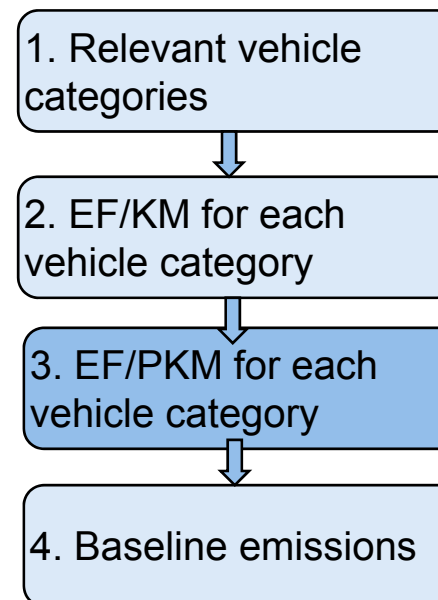 1. Relevant vehicle
categories
2. EF/KM for each
vehicle category
3. EF/PKM for each
vehicle category
4. Baseline emissions